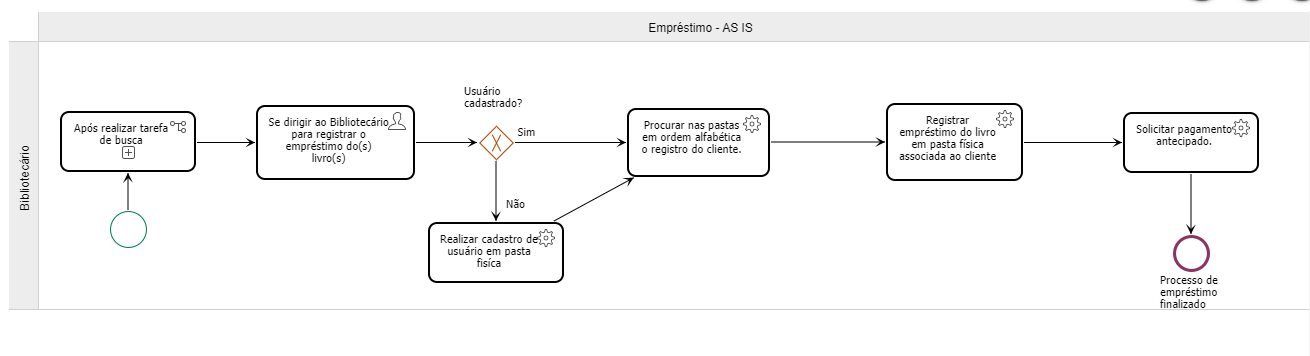 Empréstimo - AS IS
Bibliotecário
Após realizar tarefa
de busca
Se dirigir ao Bibliotecário
para registrar o
empréstimo do(s)
livro(s)
Usuário
cadastrado?
Sim
Não
Realizar cadastro de
usuário em pasta
fisíca
Procurar nas pastas
em ordem alfabética
o registro do cliente.
Registrar
empréstimo do livro
em pasta física
associada ao cliente
Solicitar pagamento
antecipado.
Processo de
empréstimo
finalizado